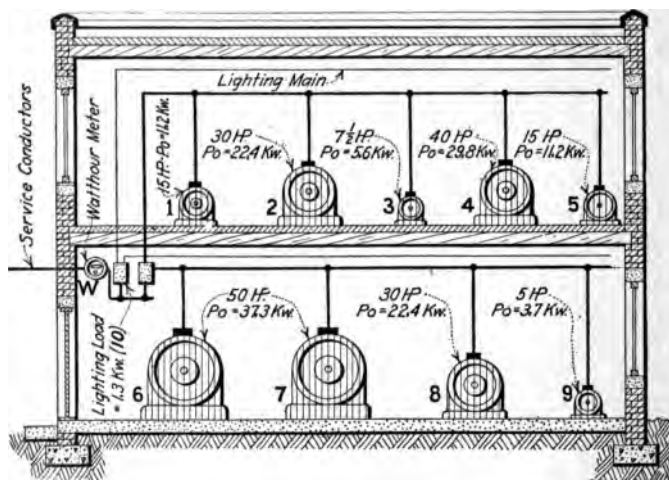 Lighting Main
Service Conductors
Watthour Meter
15 HP. Po=11.2 Kw.
30 HP.
Po=22.4 Kw.
7½ HP.
Po=5.6 Kw.
40 HP
Po=29.8 Kw.
15 HP
Po=11.2 Kw.
1
2
3
4
5
W
Lighting Load
=1.3 Kw. (10)
50 HP.
Po=37.3 Kw.
30 HP
Po=22.4 Kw.
5 HP
Po=3.7 Kw.
6
7
8
9